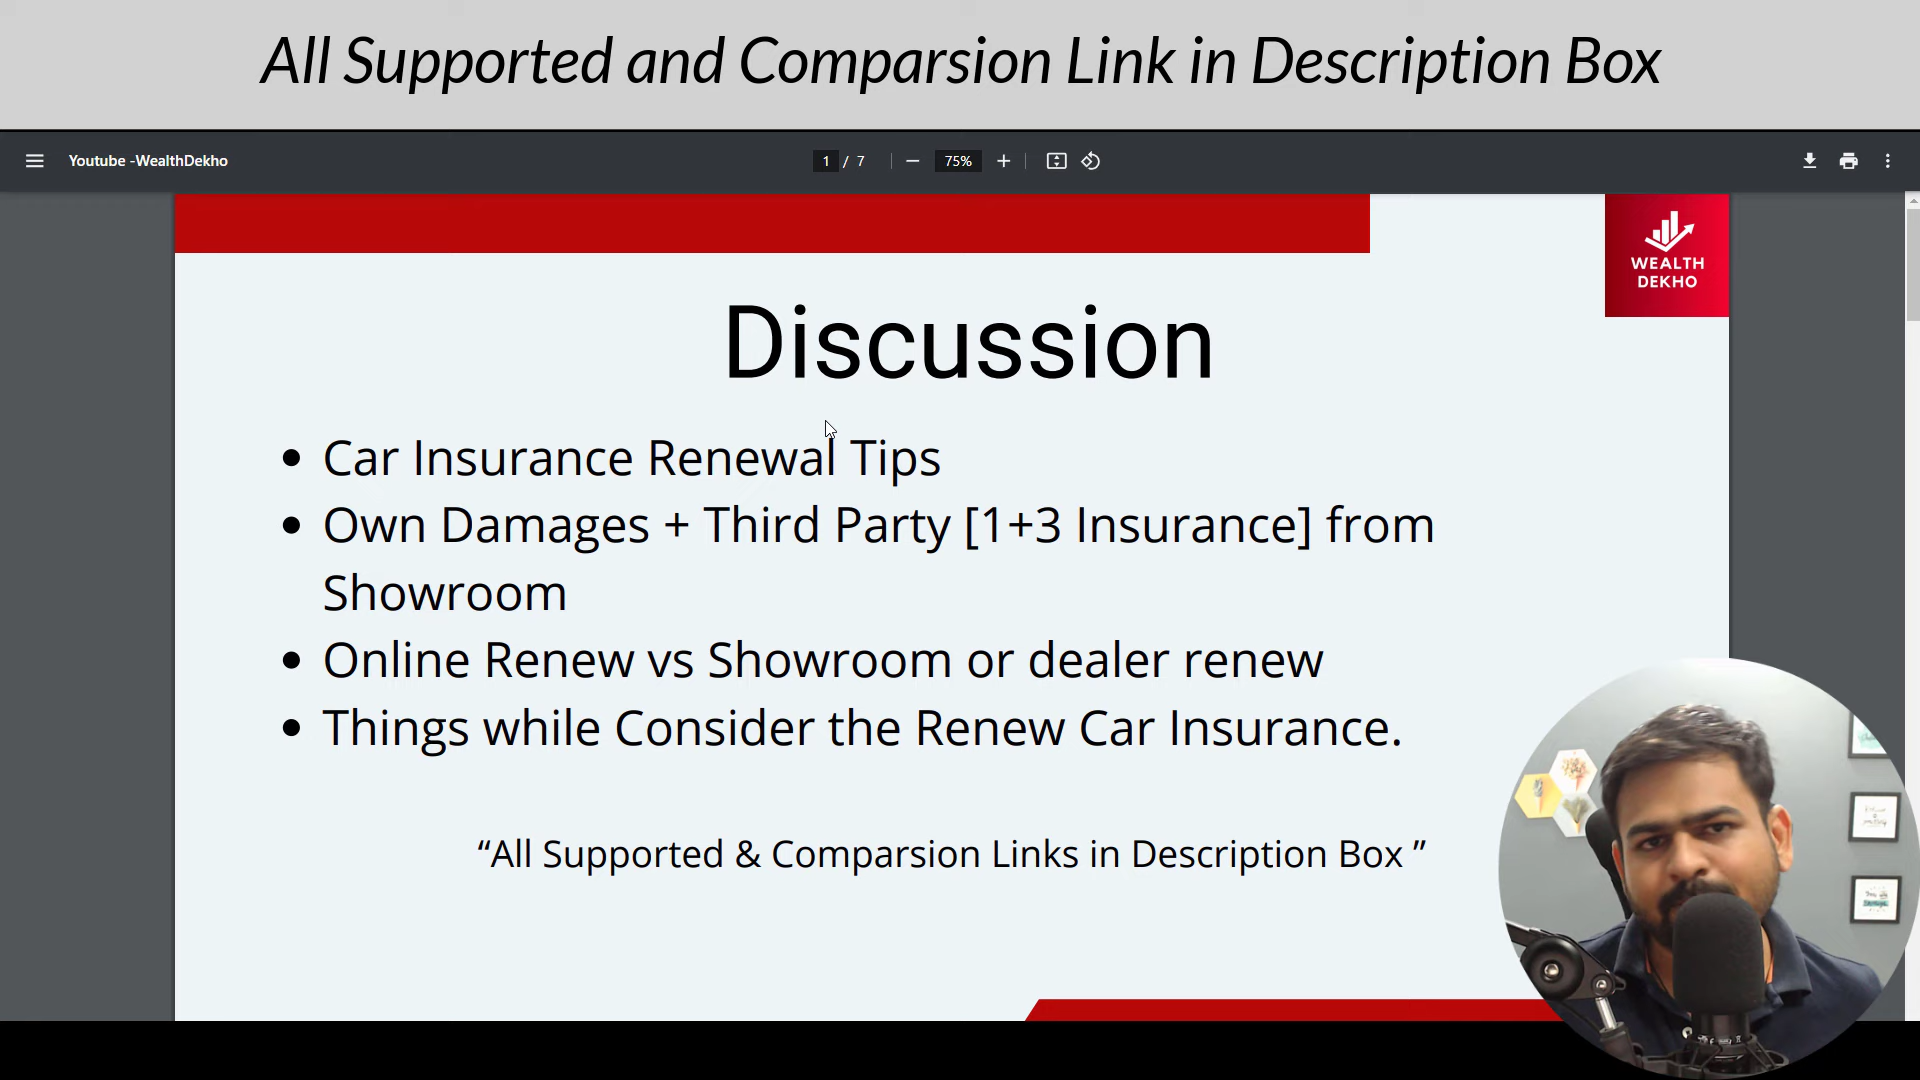 All Supported and Comparsion Link in Description Box
Youtube -WealthDekho
1 / 7
75%
WEALTH
DEKHO
Discussion
• Car Insurance Renewal Tips
• Own Damages + Third Party [1+3 Insurance] from
Showroom
• Online Renew vs Showroom or dealer renew
• Things while Consider the Renew Car Insurance.
“All Supported & Comparsion Links in Description Box ”